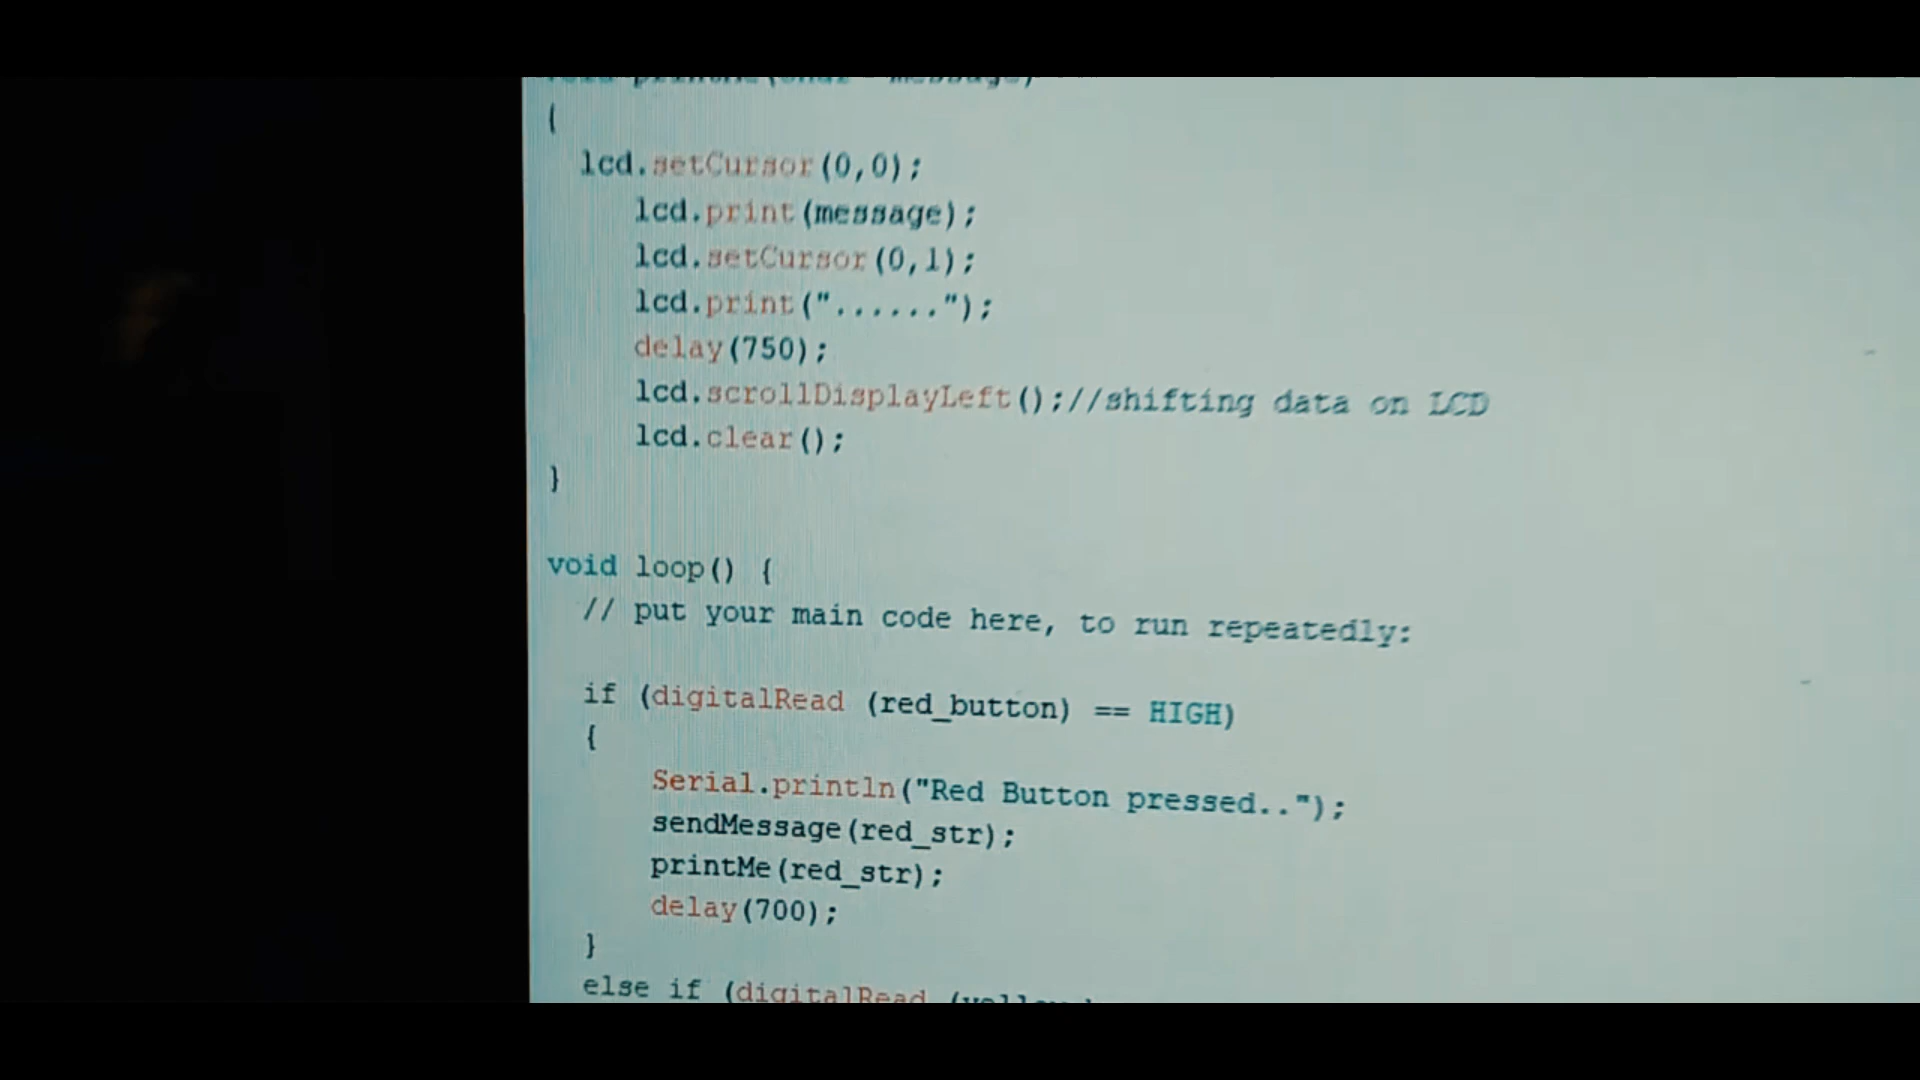 {
lcd.setCursor(0,0);
lcd.print(message);
lcd.setCursor(0,1);
lcd.print("......");
delay(750);
lcd.scrollDisplayLeft();//shifting data on LCD
lcd.clear();
}
void loop() {
// put your main code here, to run repeatedly:
if (digitalRead (red_button) == HIGH)
{
Serial.println("Red Button pressed..");
sendMessage(red_str);
printMe(red_str);
delay(700);
}
else if (digitalRead